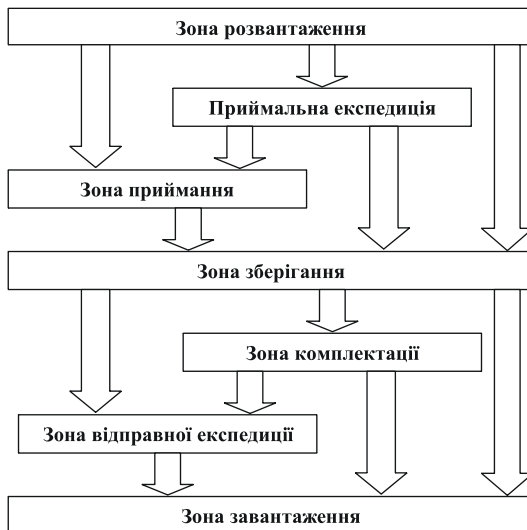 Зона розвантаження
Приймальна експедиція
Зона приймання
Зона зберігання
Зона комплектації
Зона відправної експедиції
Зона завантаження